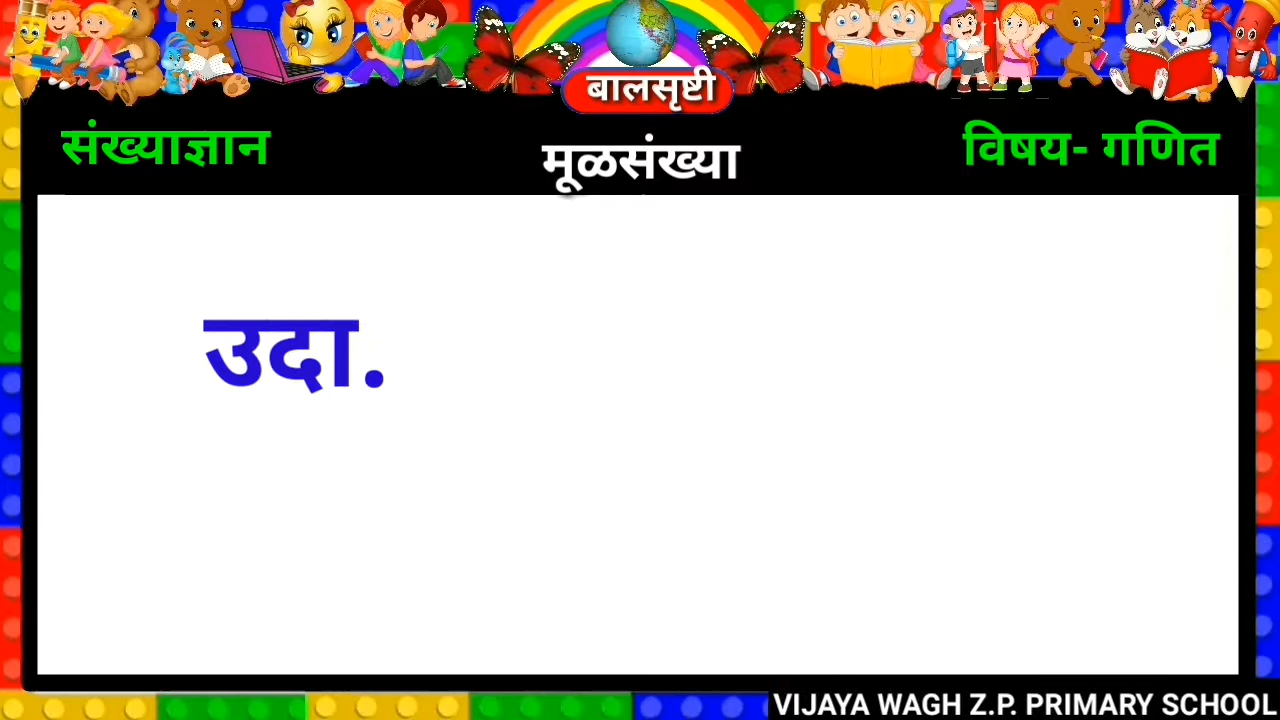 बालसृष्टी
संख्याज्ञान
मूळसंख्या
विषय- गणित
उदा.
VIJAYA WAGH Z.P. PRIMARY SCHOOL